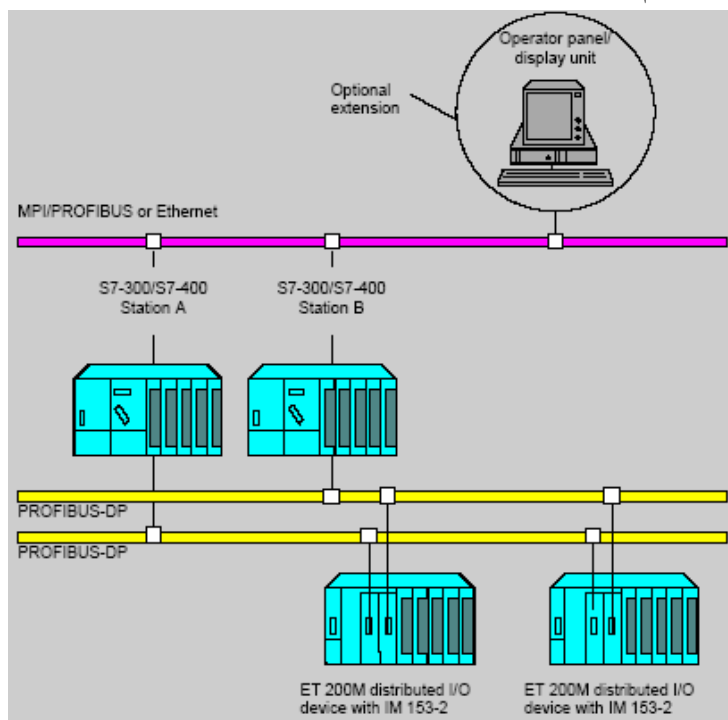 Operator panel/
display unit
Optional
extension
MPI/PROFIBUS or Ethernet
S7-300/S7-400
Station A
S7-300/S7-400
Station B
PROFIBUS-DP
PROFIBUS-DP
ET 200M distributed I/O
device with IM 153-2
ET 200M distributed I/O
device with IM 153-2